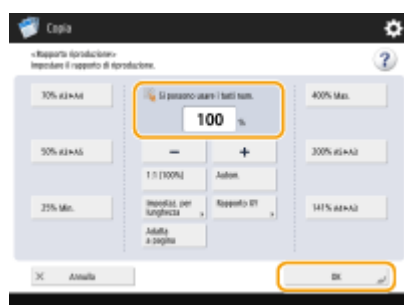 Copia
<Rapporto riproduzione>
Impostare il rapporto di riproduzione.
?
70% A3→A4
Si possono usare i tasti num.
400% Max.
100 %
50% A3→A5
−
+
200% A5→A3
1:1 (100%)
Autom.
25% Min.
Impostaz. per
lunghezza
Rapporto XY
141% A4→A3
Adatta
a pagina
Annulla
OK